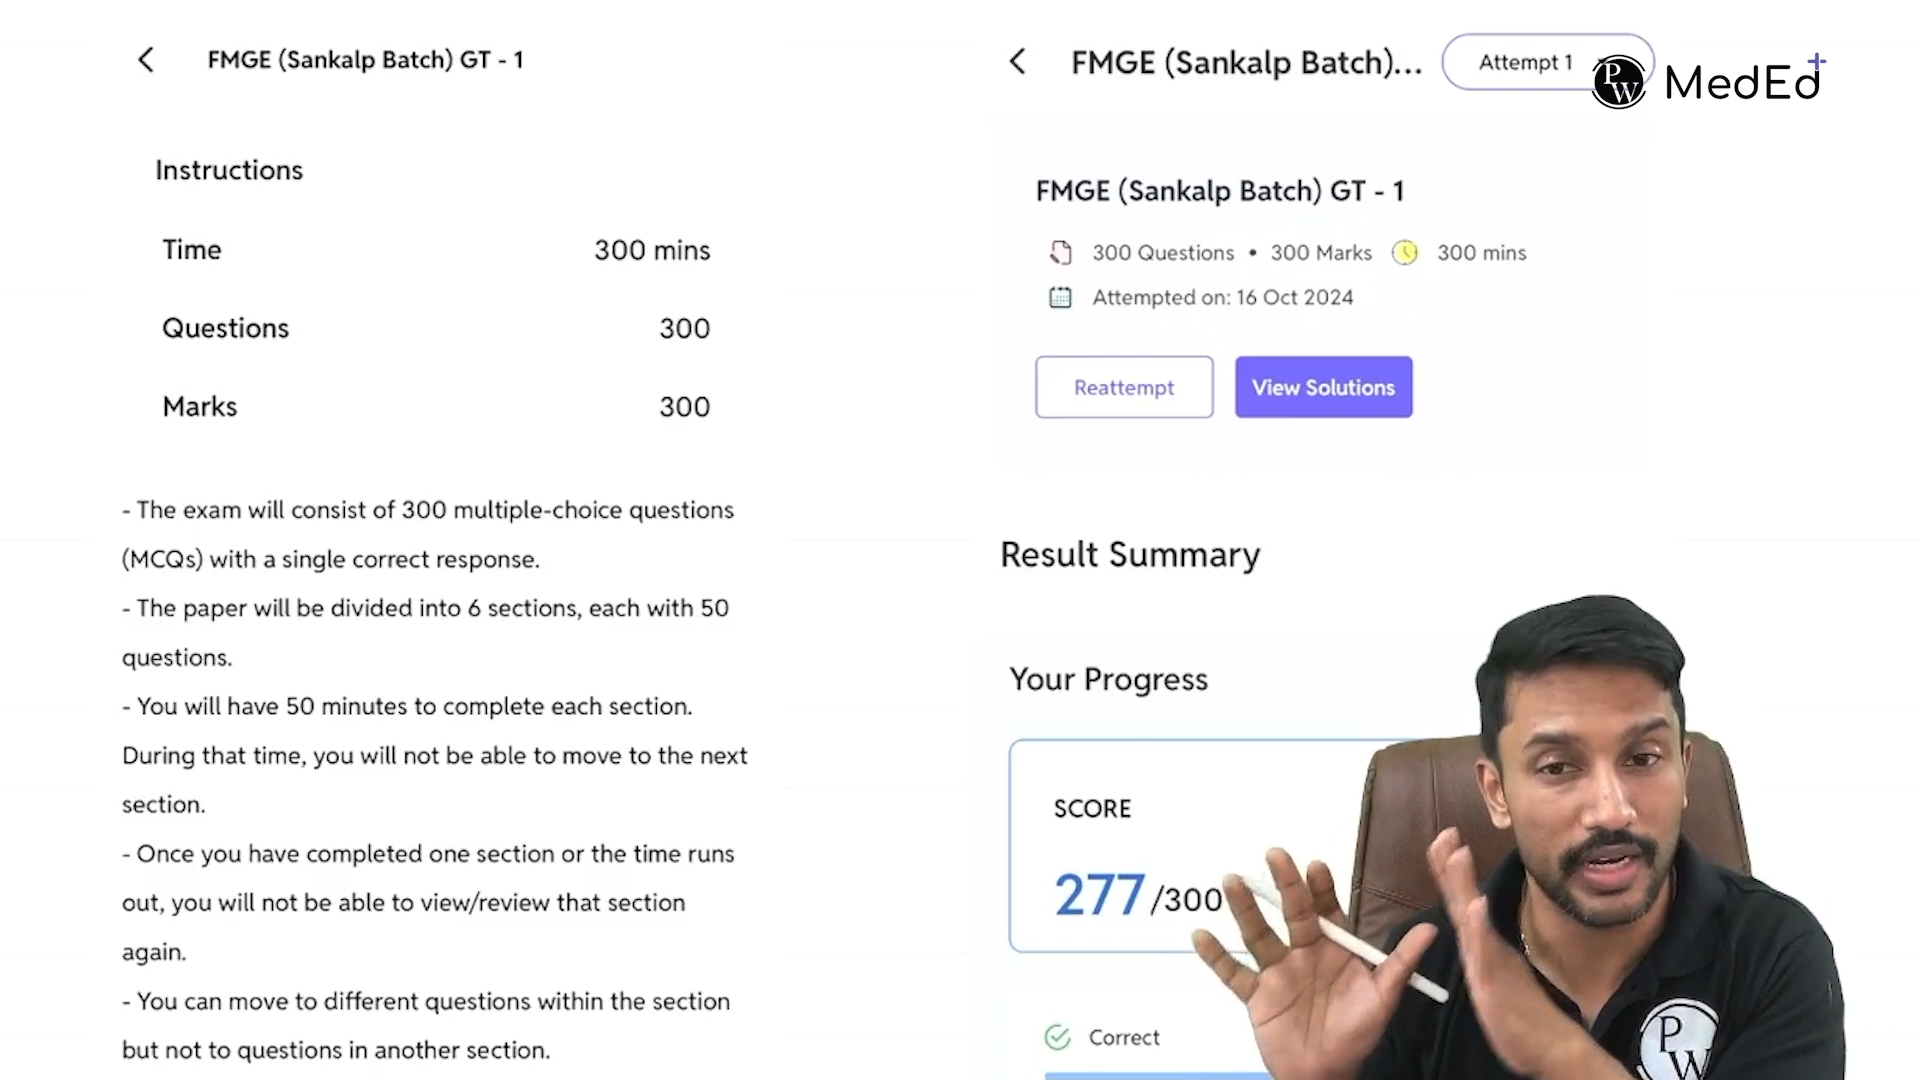 FMGE (Sankalp Batch) GT - 1
Instructions
Time 300 mins
Questions 300
Marks 300
- The exam will consist of 300 multiple-choice questions
(MCQs) with a single correct response.
- The paper will be divided into 6 sections, each with 50
questions.
- You will have 50 minutes to complete each section.
During that time, you will not be able to move to the next
section.
- Once you have completed one section or the time runs
out, you will not be able to view/review that section
again.
- You can move to different questions within the section
but not to questions in another section.
FMGE (Sankalp Batch)... Attempt 1
PW MedEd+
FMGE (Sankalp Batch) GT - 1
300 Questions • 300 Marks 300 mins
Attempted on: 16 Oct 2024
Reattempt View Solutions
Result Summary
Your Progress
SCORE
277/300
Correct
PW